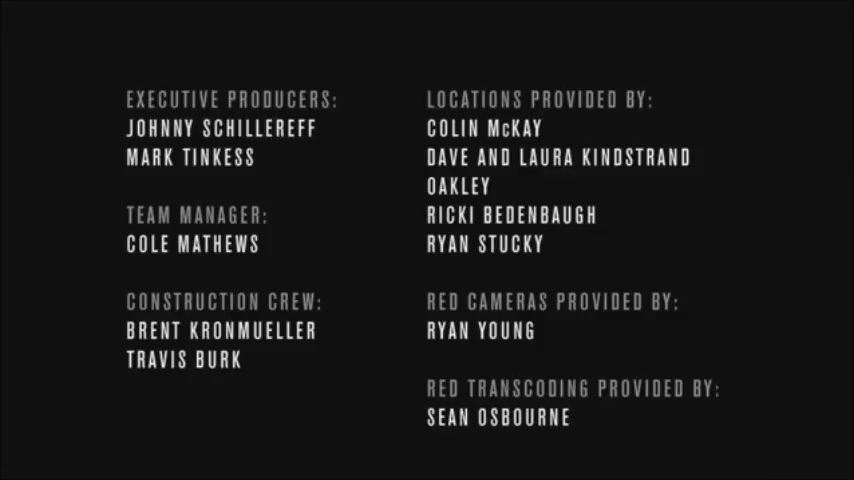 EXECUTIVE PRODUCERS:
JOHNNY SCHILLEREFF
MARK TINKESS
TEAM MANAGER:
COLE MATHEWS
CONSTRUCTION CREW:
BRENT KRONMUELLER
TRAVIS BURK
LOCATIONS PROVIDED BY:
COLIN McKAY
DAVE AND LAURA KINDSTRAND
OAKLEY
RICKI BEDENBAUGH
RYAN STUCKY
RED CAMERAS PROVIDED BY:
RYAN YOUNG
RED TRANSCODING PROVIDED BY:
SEAN OSBOURNE